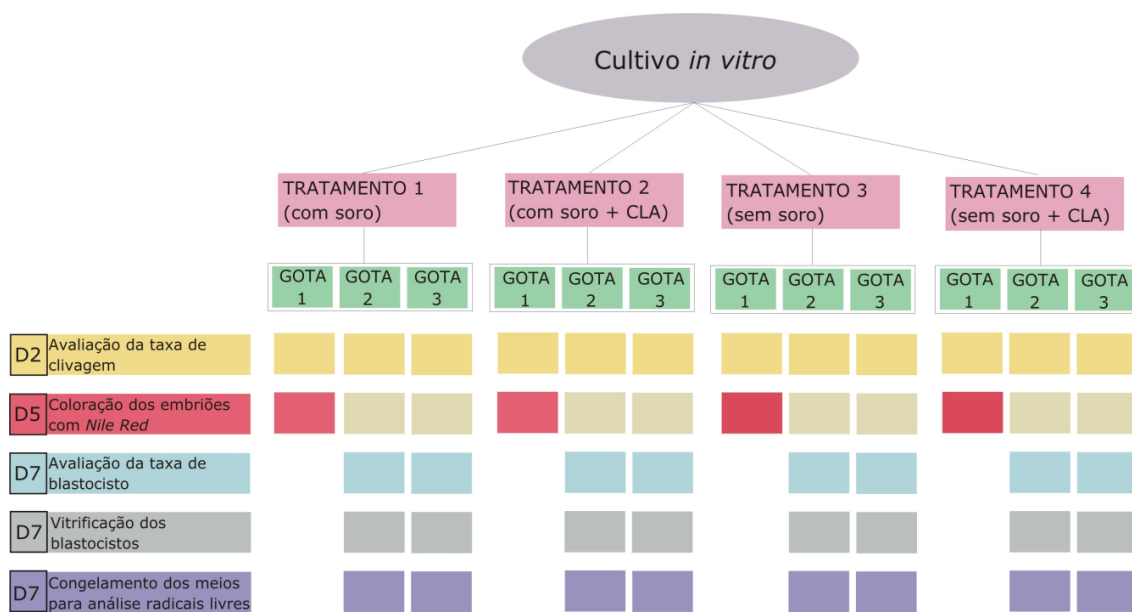 Cultivo in vitro
TRATAMENTO 1
(com soro)
TRATAMENTO 2
(com soro + CLA)
TRATAMENTO 3
(sem soro)
TRATAMENTO 4
(sem soro + CLA)
GOTA
1
GOTA
2
GOTA
3
GOTA
1
GOTA
2
GOTA
3
GOTA
1
GOTA
2
GOTA
3
GOTA
1
GOTA
2
GOTA
3
D2
Avaliação da taxa de
clivagem
D5
Coloração dos embriões
com Nile Red
D7
Avaliação da taxa de
blastocisto
D7
Vitrificação dos
blastocistos
D7
Congelamento dos meios
para análise radicais livres